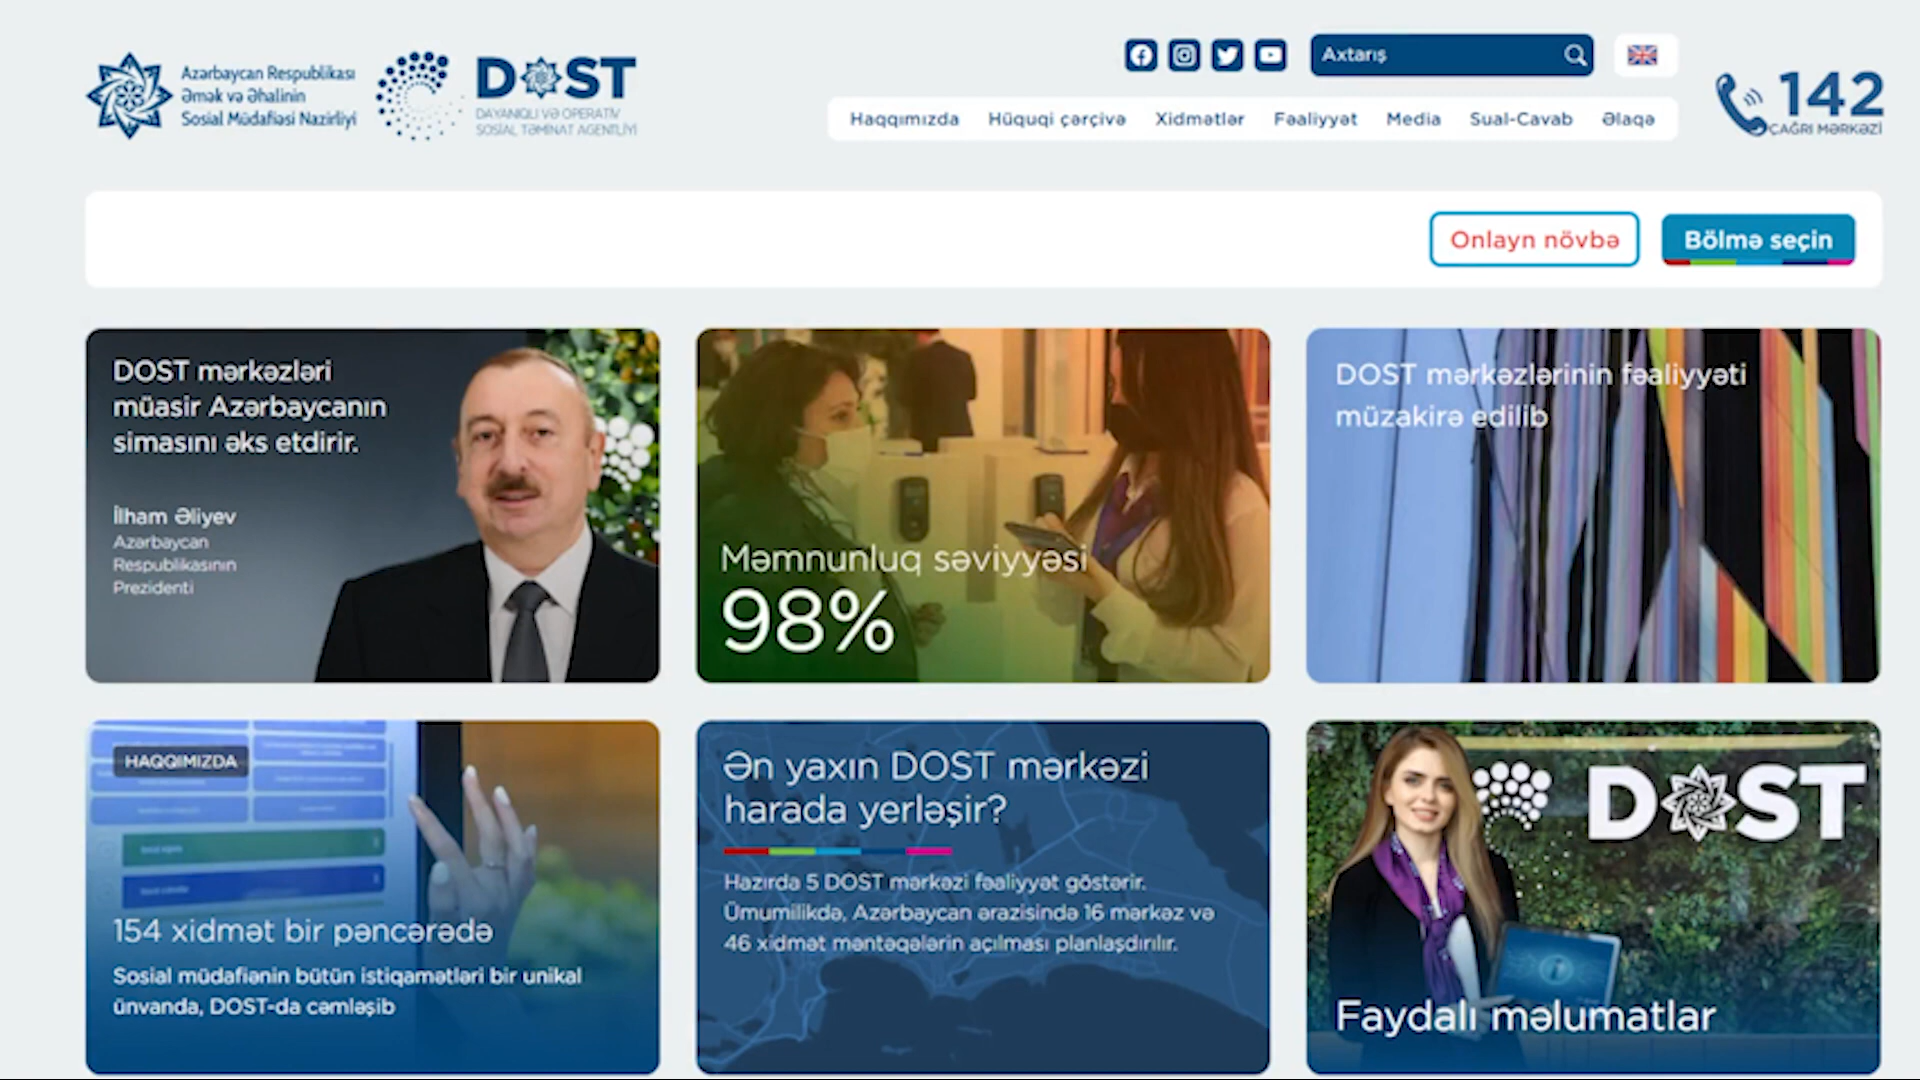 Azərbaycan Respublikası
Əmək və Əhalinin
Sosial Müdafiəsi Nazirliyi
DOST
DAYANIQLI VƏ OPERATİV
SOSİAL TƏMİNAT AGENTLİYİ
Axtarış
142
ÇAĞRI MƏRKƏZİ
Haqqımızda Hüquqi çərçivə Xidmətlər Fəaliyyət Media Sual-Cavab Əlaqə
Onlayn növbə
Bölmə seçin
DOST mərkəzləri
müasir Azərbaycanın
simasını əks etdirir.
İlham Əliyev
Azərbaycan
Respublikasının
Prezidenti
Məmnunluq səviyyəsi
98%
DOST mərkəzlərinin fəaliyyəti
müzakirə edilib
HAQQIMIZDA
154 xidmət bir pəncərədə
Sosial müdafiənin bütün istiqamətləri bir unikal
ünvanda, DOST-da cəmləşib
Ən yaxın DOST mərkəzi
harada yerləşir?
Hazırda 5 DOST mərkəzi fəaliyyət göstərir.
Ümumilikdə, Azərbaycan ərazisində 16 mərkəz və
46 xidmət məntəqələrin açılması planlaşdırılır.
DOST
Faydalı məlumatlar